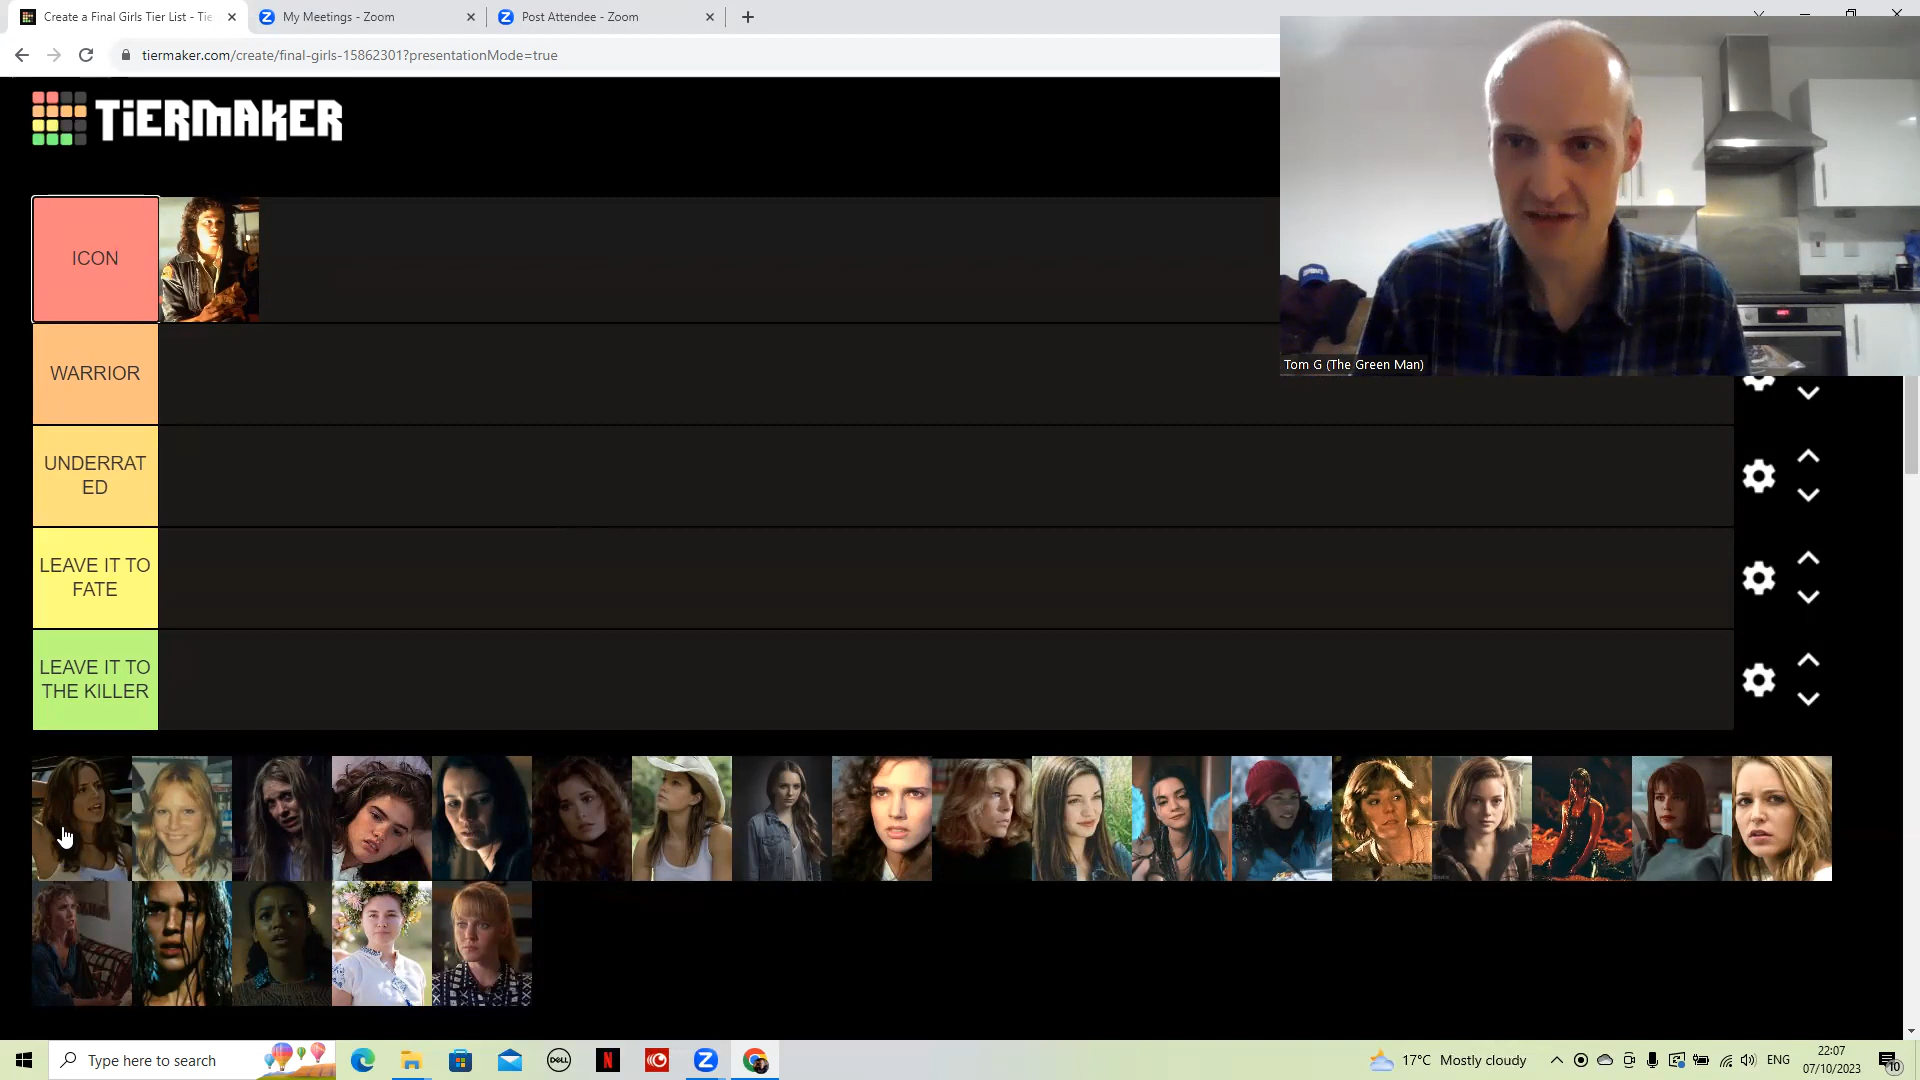 Create a Final Girls Tier List - Tie
My Meetings - Zoom
Post Attendee - Zoom
tiermaker.com/create/final-girls-15862301?presentationMode=true
TiERMAKER
ICON
Tom G (The Green Man)
WARRIOR
UNDERRAT
ED
LEAVE IT TO
FATE
LEAVE IT TO
THE KILLER
Type here to search
DELL
N
Z
17°C Mostly cloudy
ENG
22:07
07/10/2023
10